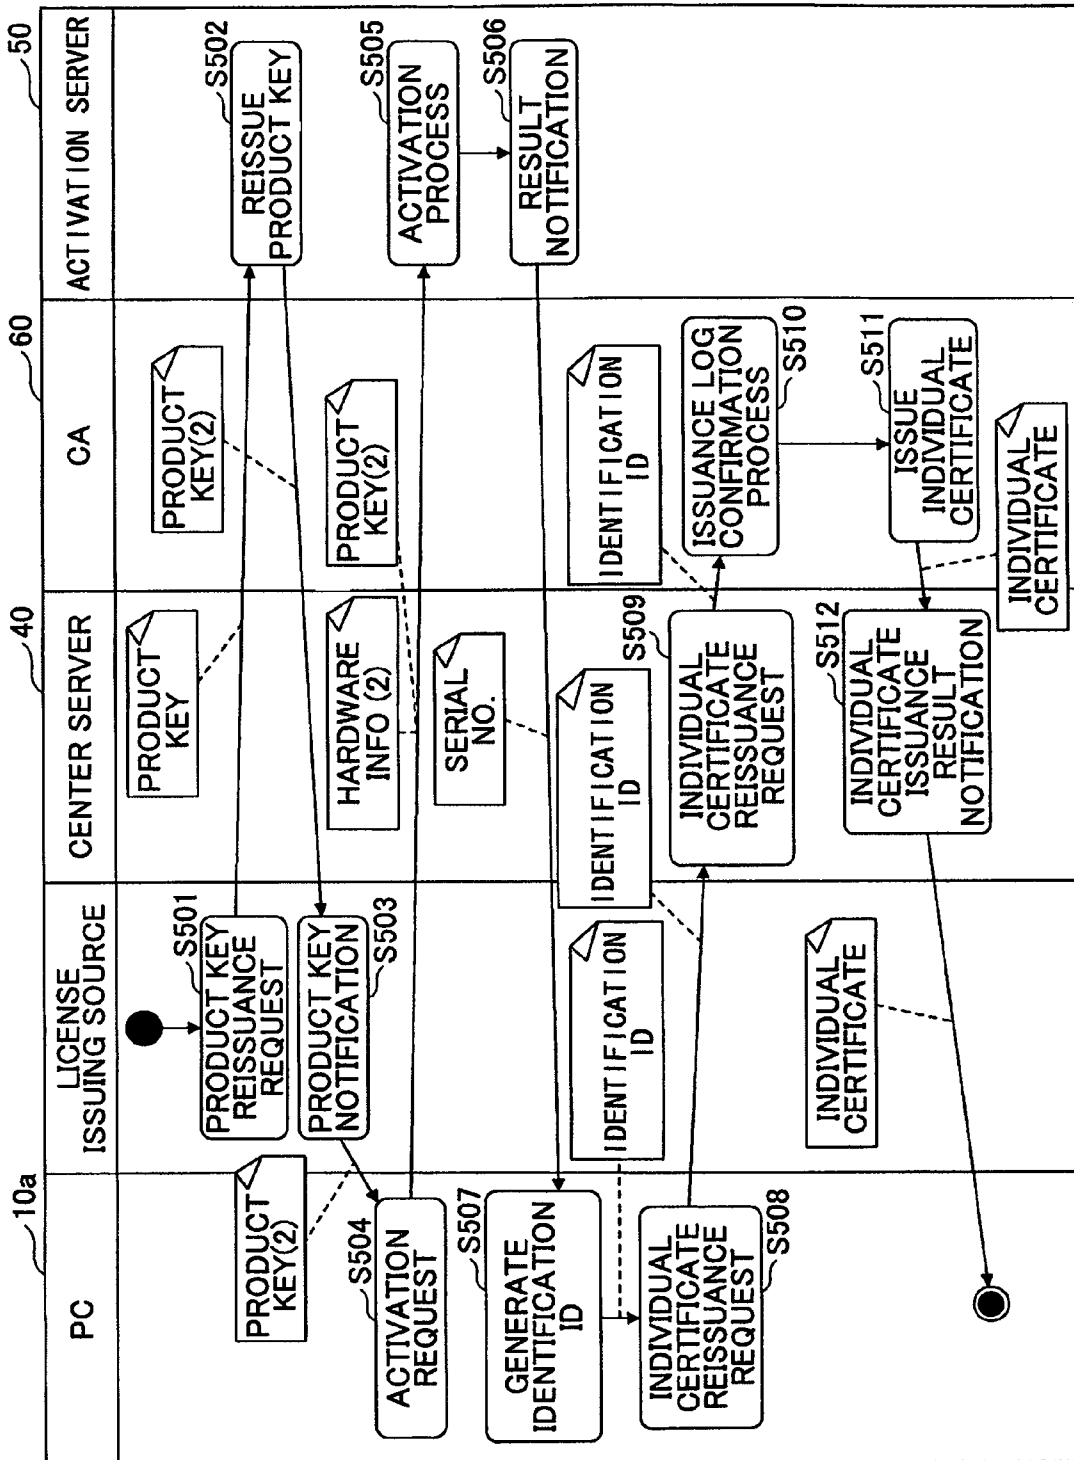 10a
40
60
50
PC
LICENSE
ISSUING SOURCE
CENTER SERVER
CA
ACTIVATION SERVER
S501
PRODUCT KEY
REISSUANCE
REQUEST
PRODUCT
KEY
PRODUCT
KEY(2)
S502
REISSUE
PRODUCT KEY
S503
PRODUCT KEY
NOTIFICATION
PRODUCT
KEY(2)
S504
ACTIVATION
REQUEST
HARDWARE
INFO (2)
PRODUCT
KEY(2)
S505
ACTIVATION
PROCESS
S506
RESULT
NOTIFICATION
SERIAL
NO.
S507
GENERATE
IDENTIFICATION
ID
IDENTIFICATION
ID
S508
INDIVIDUAL
CERTIFICATE
REISSUANCE
REQUEST
IDENTIFICATION
ID
S509
INDIVIDUAL
CERTIFICATE
REISSUANCE
REQUEST
IDENTIFICATION
ID
ISSUANCE LOG
CONFIRMATION
PROCESS
S510
S511
ISSUE
INDIVIDUAL
CERTIFICATE
INDIVIDUAL
CERTIFICATE
S512
INDIVIDUAL
CERTIFICATE
ISSUANCE
RESULT
NOTIFICATION
INDIVIDUAL
CERTIFICATE